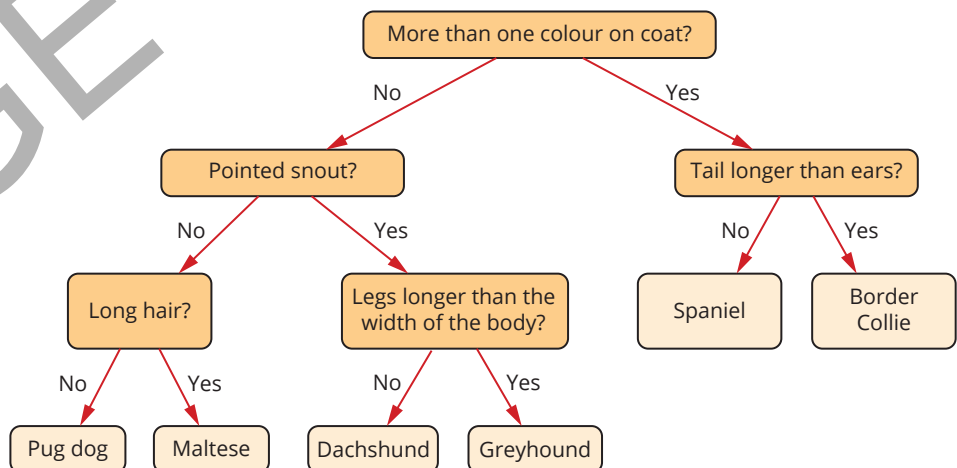 More than one colour on coat?
No
Yes
Pointed snout?
Tail longer than ears?
No
Yes
No
Yes
Long hair?
Legs longer than the
width of the body?
Spaniel
Border
Collie
No
Yes
No
Yes
Pug dog
Maltese
Dachshund
Greyhound